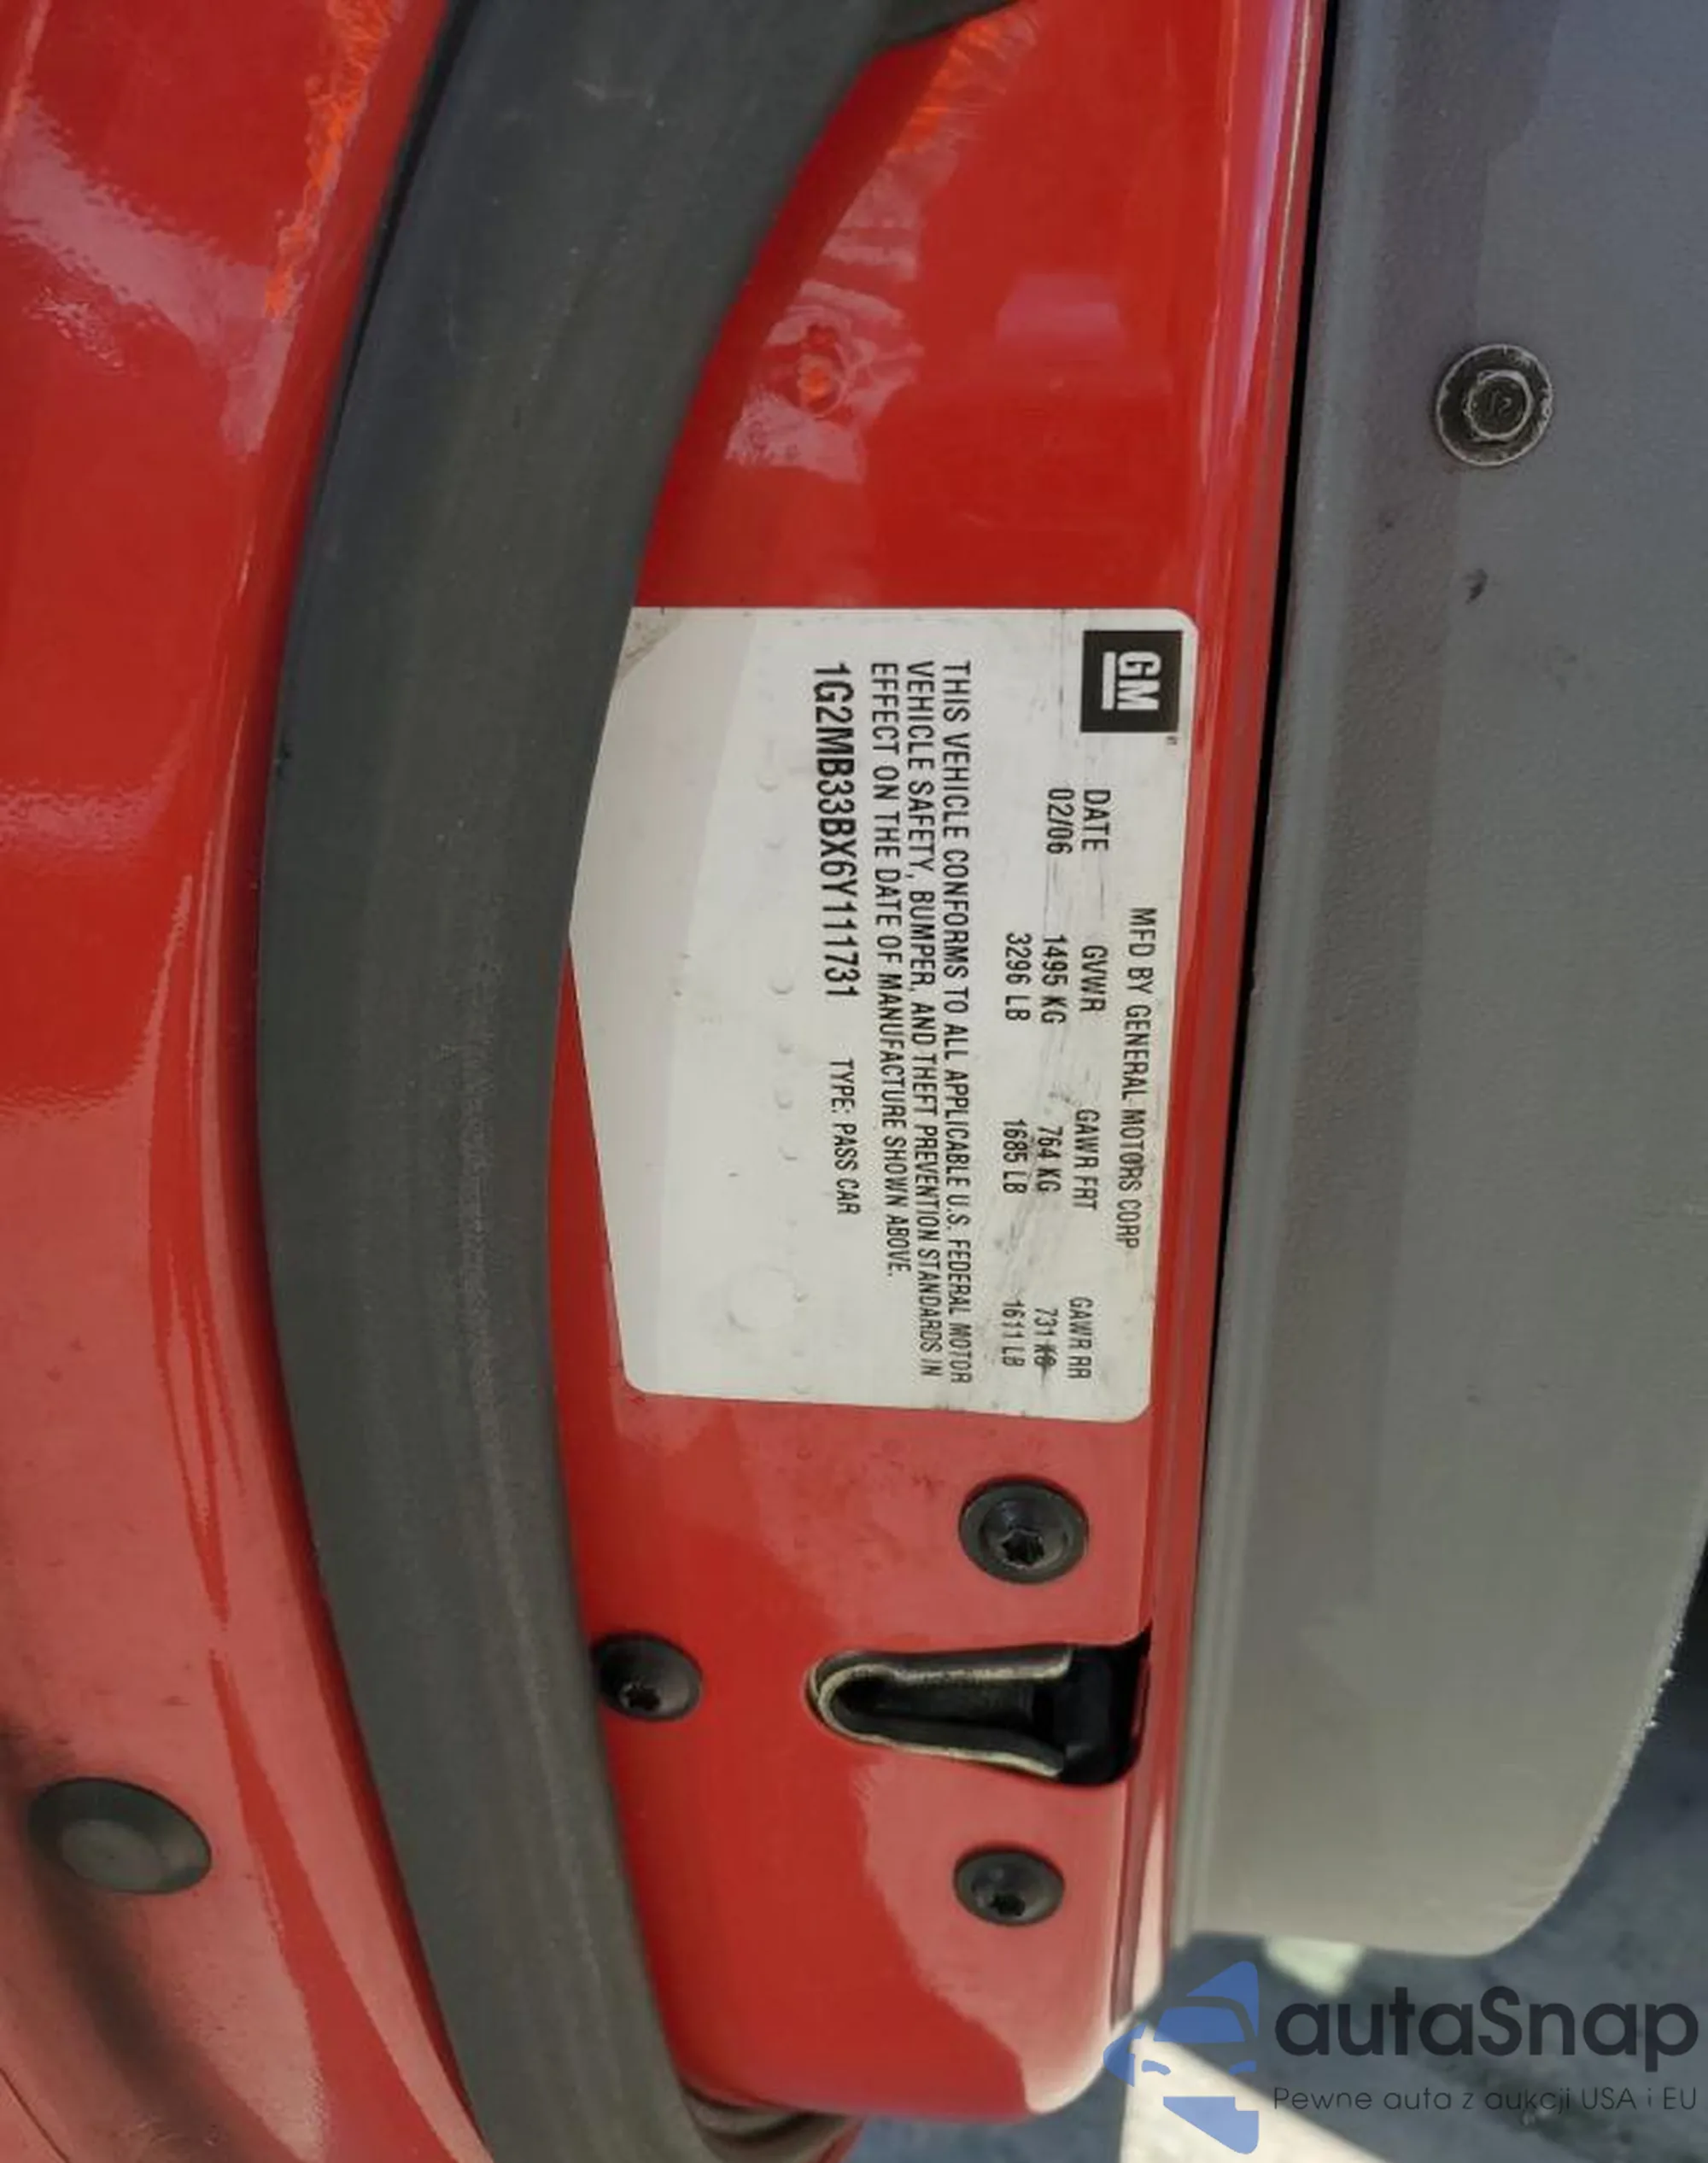 GM
MFD BY GENERAL MOTORS CORP
DATE GVWR GAWR FRT GAWR RR
02/06 1495 KG 764 KG 731 KG
3296 LB 1685 LB 1611 LB
THIS VEHICLE CONFORMS TO ALL APPLICABLE U.S. FEDERAL MOTOR
VEHICLE SAFETY, BUMPER, AND THEFT PREVENTION STANDARDS IN
EFFECT ON THE DATE OF MANUFACTURE SHOWN ABOVE.
1G2MB33BX6Y111731 TYPE: PASS CAR
autaSnap
Pewne auta z aukcji USA i EU